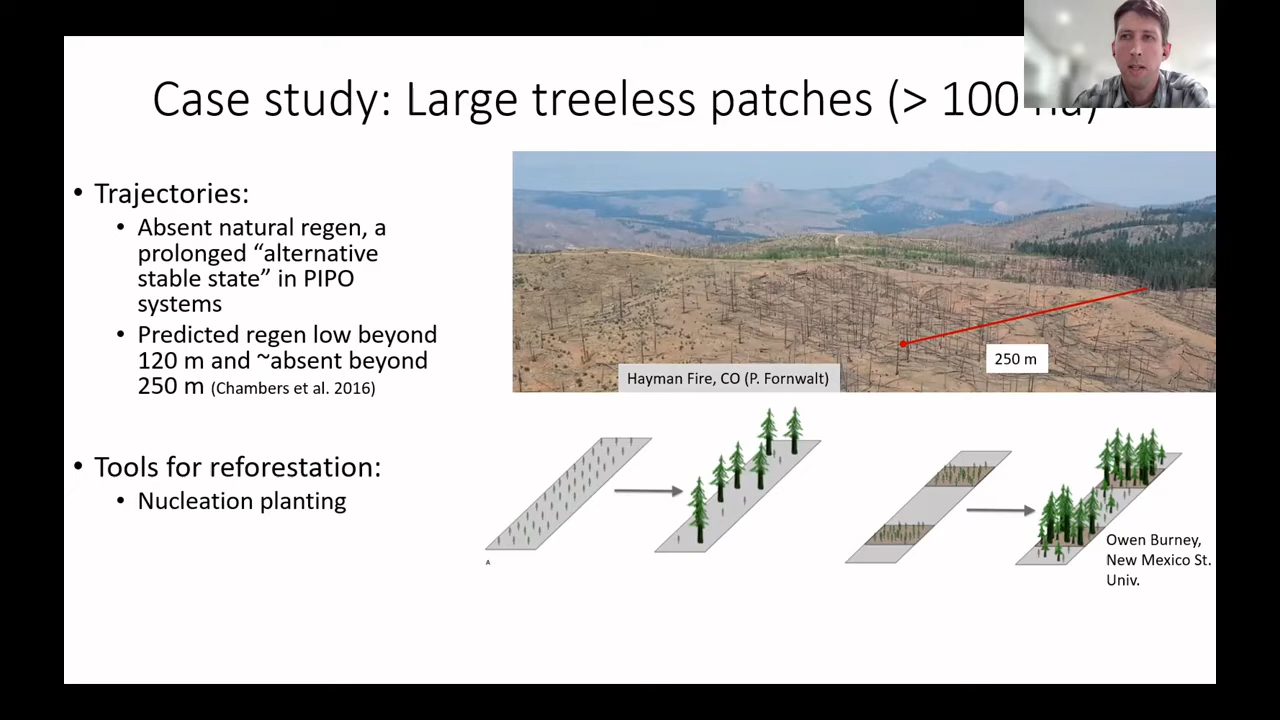 Case study: Large treeless patches (> 100
• Trajectories:
• Absent natural regen, a
prolonged “alternative
stable state” in PIPO
systems
• Predicted regen low beyond
120 m and ~absent beyond
250 m (Chambers et al. 2016)
250 m
Hayman Fire, CO (P. Fornwalt)
• Tools for reforestation:
• Nucleation planting
A
Owen Burney,
New Mexico St.
Univ.